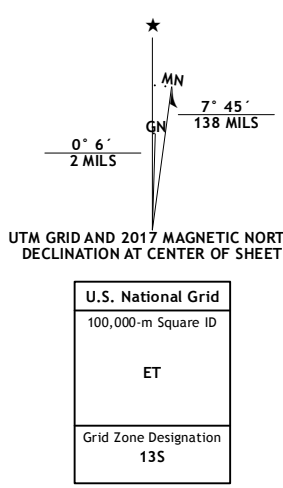 ★
MN
GN
7° 45´
138 MILS
0° 6´
2 MILS
UTM GRID AND 2017 MAGNETIC NORT
DECLINATION AT CENTER OF SHEET
U.S. National Grid
100,000-m Square ID
ET
Grid Zone Designation
13S